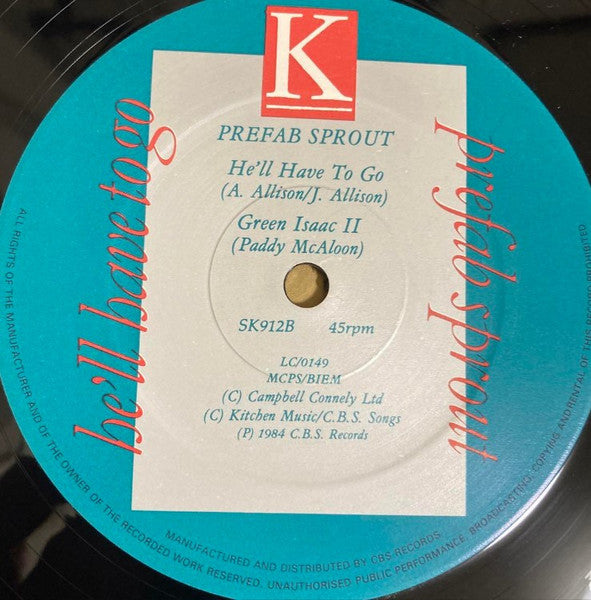 K
PREFAB SPROUT
He'll Have To Go
(A. Allison/J. Allison)
Green Isaac II
(Paddy McAloon)
SK912B 45rpm
LC/0149
MCPS/BIEM
(C) Campbell Connely Ltd
(C) Kitchen Music/C.B.S. Songs
(P) 1984 C.B.S. Records
he'll have to go
prefab sprout
MANUFACTURED AND DISTRIBUTED BY CBS RECORDS.
ALL RIGHTS OF THE MANUFACTURER AND OF THE OWNER OF THE RECORDED WORK RESERVED. UNAUTHORISED PUBLIC PERFORMANCE, BROADCASTING, COPYING AND RENTAL OF THIS